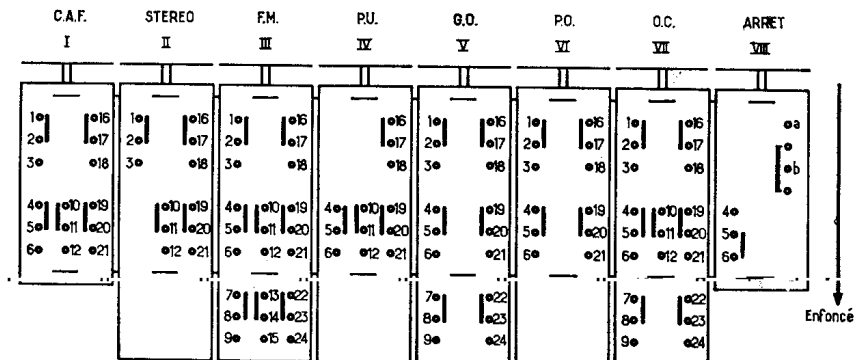 C.A.F. STEREO F.M. P.U. G.O. P.O. O.C. ARRET
I II III IV V VI VII VIII
1 16 1 16 1 16 16 1 16 1 16 1 16 a
2 17 2 17 2 17 17 2 17 2 17 2 17
3 18 3 18 3 18 18 3 18 3 18 3 18 b
4 10 19 10 19 4 10 19 4 10 19 4 19 4 19 4 10 19 4
5 11 20 11 20 5 11 20 5 11 20 5 20 5 20 5 11 20 5
6 12 21 12 21 6 12 21 6 12 21 6 21 6 21 6 12 21 6
7 13 22 7 22 7 22
8 14 23 8 23 8 23
9 15 24 9 24 9 24
Enfoncé